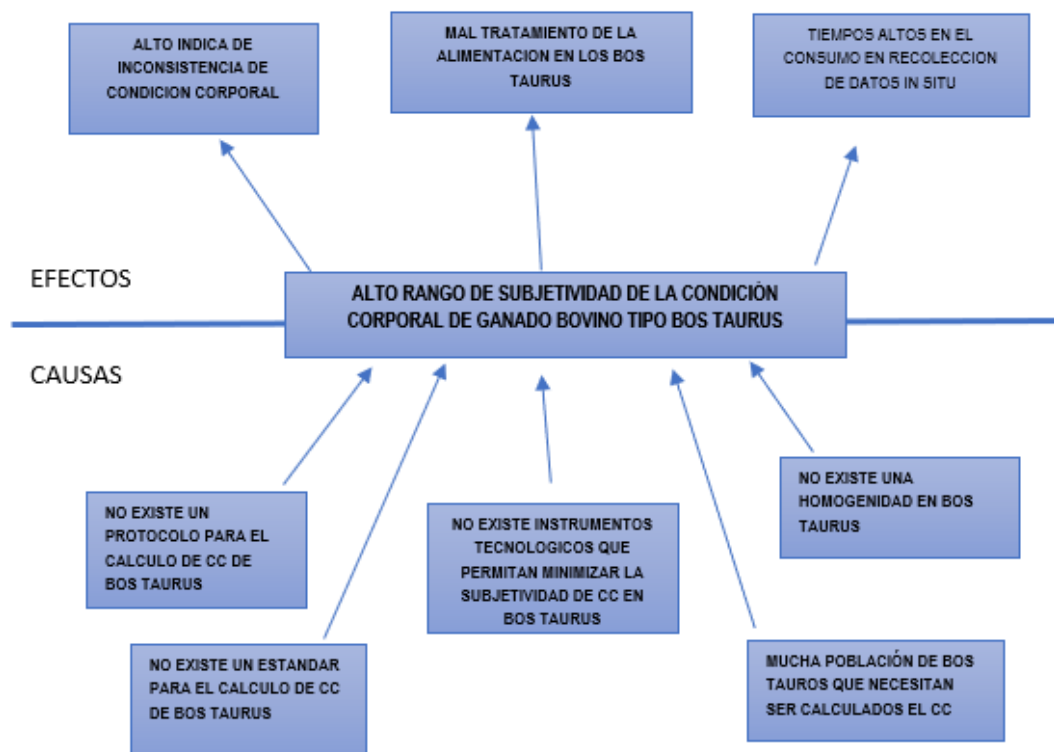 ALTO INDICA DE
INCONSISTENCIA DE
CONDICION CORPORAL
MAL TRATAMIENTO DE LA
ALIMENTACION EN LOS BOS
TAURUS
TIEMPOS ALTOS EN EL
CONSUMO EN RECOLECCION
DE DATOS IN SITU
EFECTOS
ALTO RANGO DE SUBJETIVIDAD DE LA CONDICIÓN
CORPORAL DE GANADO BOVINO TIPO BOS TAURUS
CAUSAS
NO EXISTE UN
PROTOCOLO PARA EL
CALCULO DE CC DE
BOS TAURUS
NO EXISTE UN ESTANDAR
PARA EL CALCULO DE CC
DE BOS TAURUS
NO EXISTE INSTRUMENTOS
TECNOLOGICOS QUE
PERMITAN MINIMIZAR LA
SUBJETIVIDAD DE CC EN
BOS TAURUS
MUCHA POBLACIÓN DE BOS
TAUROS QUE NECESITAN
SER CALCULADOS EL CC
NO EXISTE UNA
HOMOGENIDAD EN BOS
TAURUS